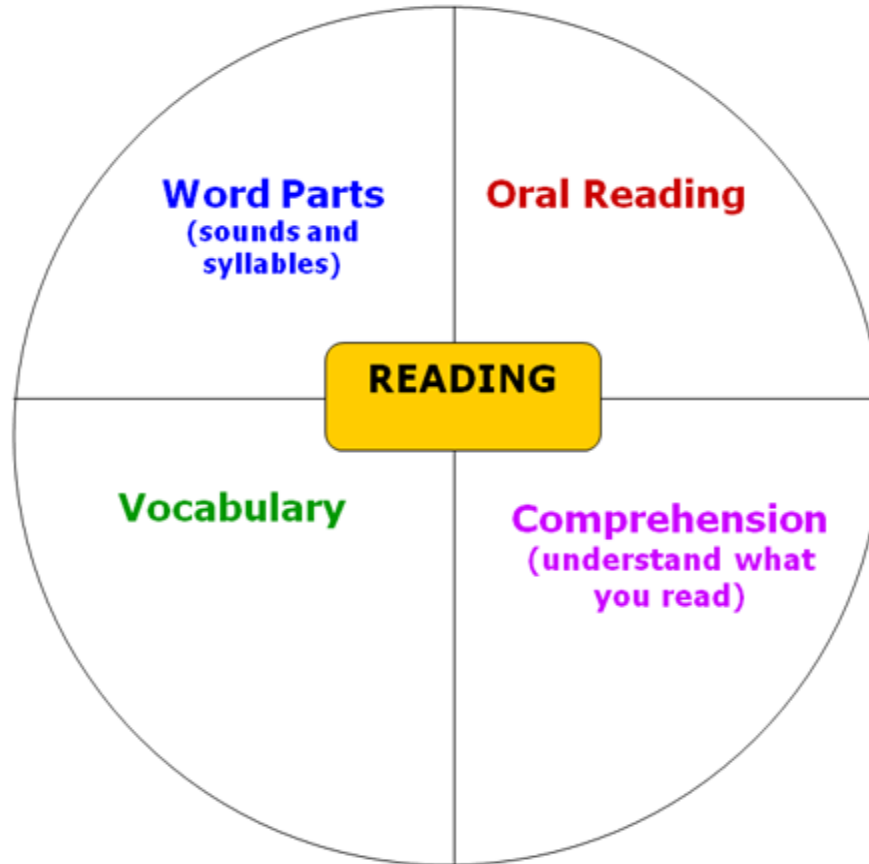 Word Parts
(sounds and
syllables)
Oral Reading
READING
Vocabulary
Comprehension
(understand what
you read)